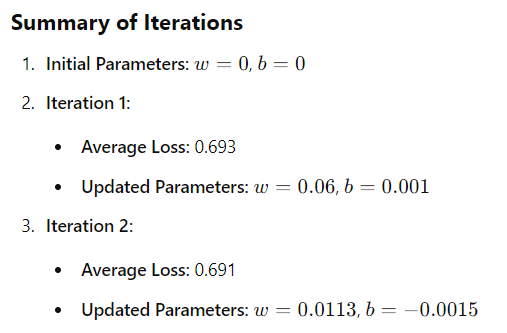 Summary of Iterations
1. Initial Parameters: w = 0, b = 0
2. Iteration 1:
• Average Loss: 0.693
• Updated Parameters: w = 0.06, b = 0.001
3. Iteration 2:
• Average Loss: 0.691
• Updated Parameters: w = 0.0113, b = −0.0015